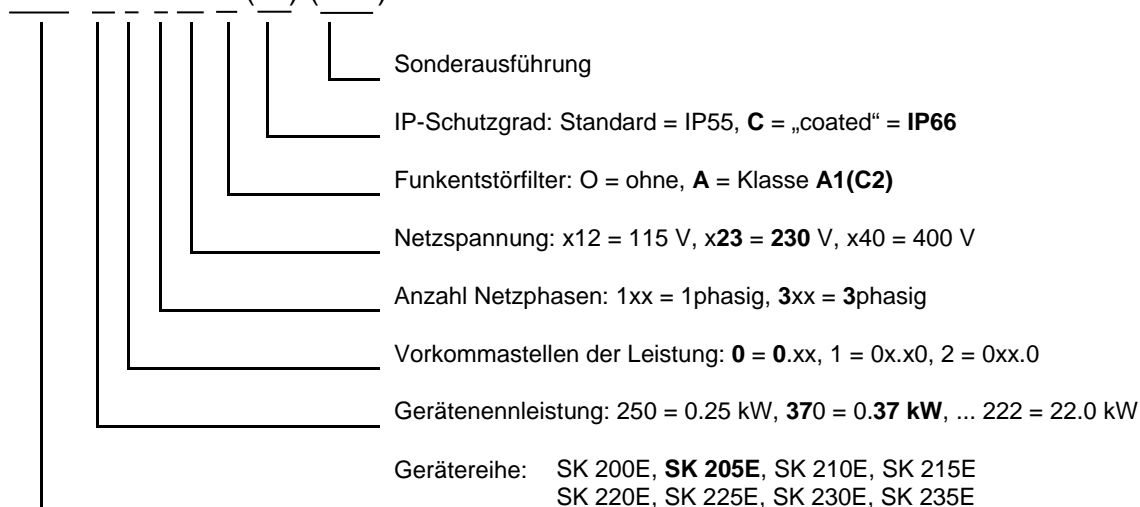 Sonderausführung
IP-Schutzgrad: Standard = IP55, C = „coated“ = IP66
Funkentstörfilter: O = ohne, A = Klasse A1(C2)
Netzspannung: x12 = 115 V, x23 = 230 V, x40 = 400 V
Anzahl Netzphasen: 1xx = 1phasig, 3xx = 3phasig
Vorkommastellen der Leistung: 0 = 0.xx, 1 = 0x.x0, 2 = 0xx.0
Gerätenennleistung: 250 = 0.25 kW, 370 = 0.37 kW, ... 222 = 22.0 kW
Gerätereihe: SK 200E, SK 205E, SK 210E, SK 215E
SK 220E, SK 225E, SK 230E, SK 235E